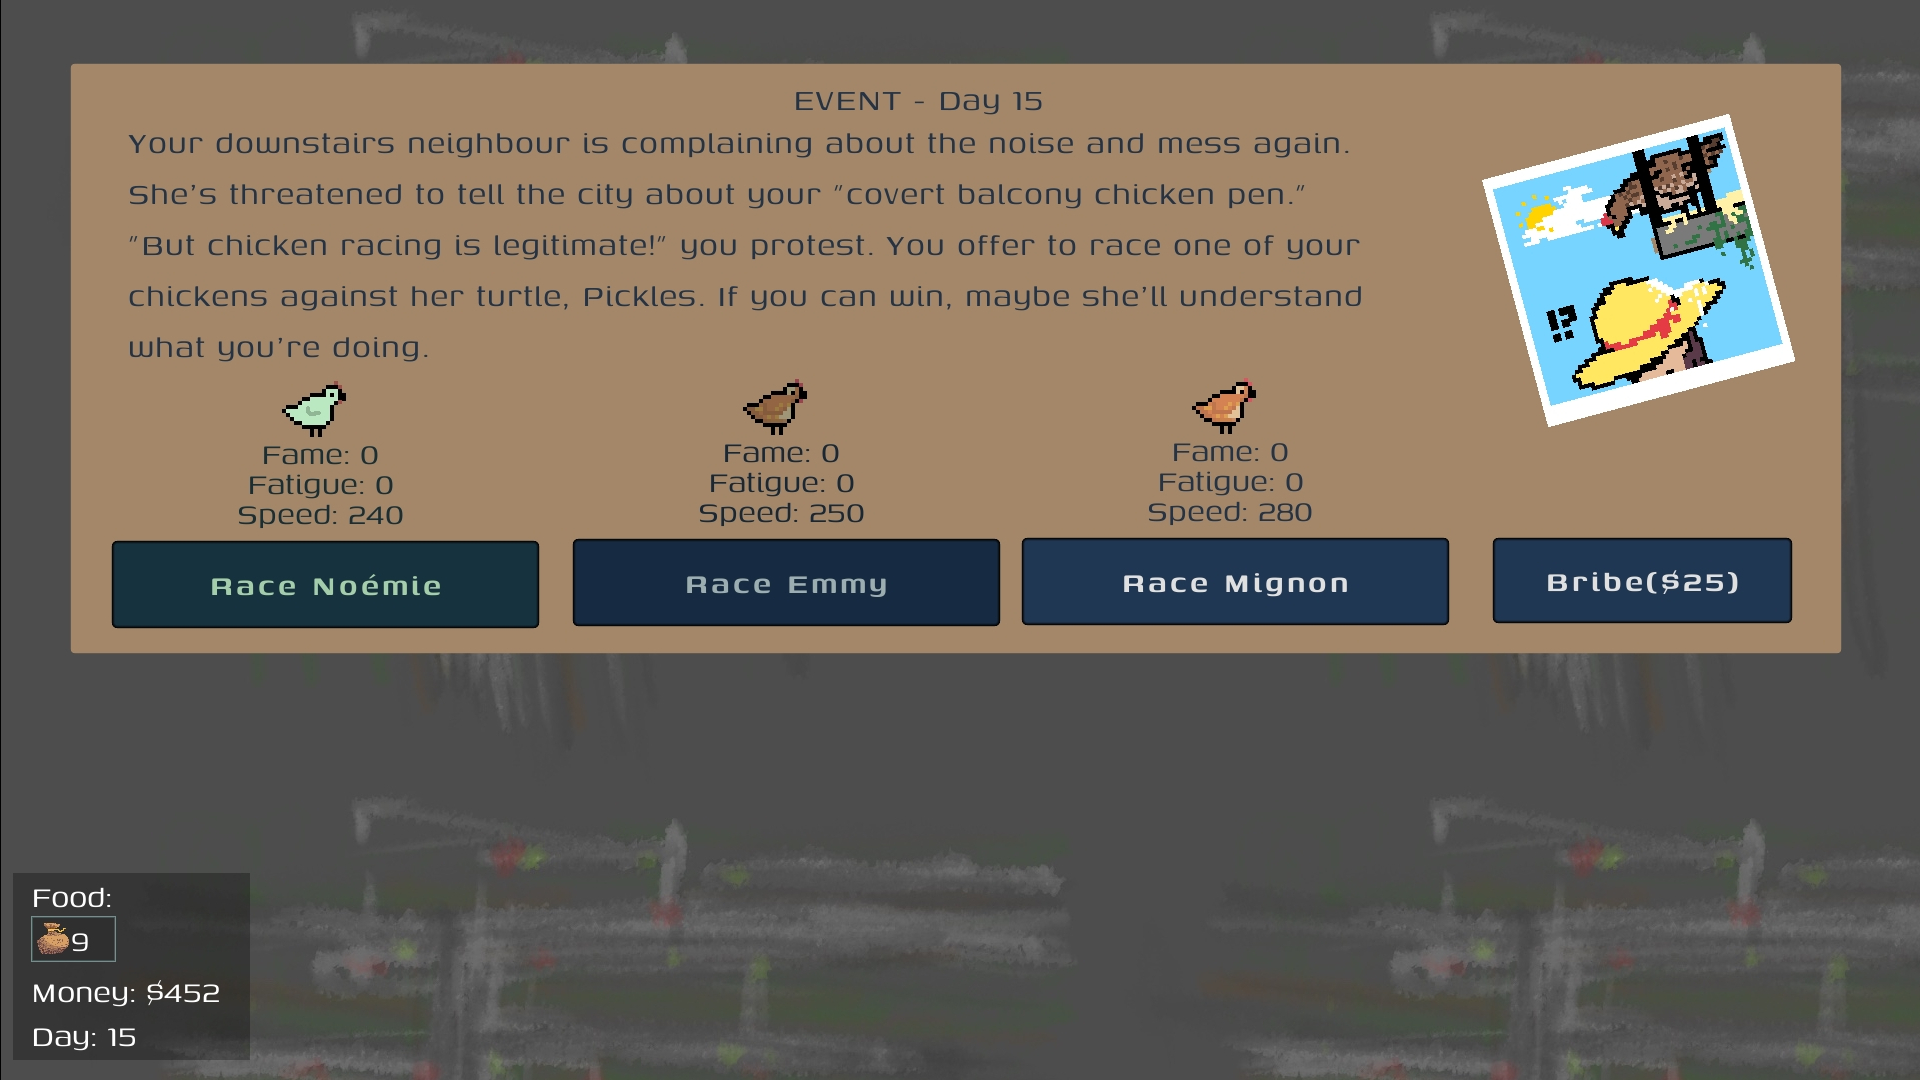 EVENT - Day 15
Your downstairs neighbour is complaining about the noise and mess again.
She's threatened to tell the city about your "covert balcony chicken pen."
"But chicken racing is legitimate!" you protest. You offer to race one of your
chickens against her turtle, Pickles. If you can win, maybe she'll understand
what you're doing.
!?
Fame: 0
Fatigue: 0
Speed: 240
Race Noémie
Fame: 0
Fatigue: 0
Speed: 250
Race Emmy
Fame: 0
Fatigue: 0
Speed: 280
Race Mignon
Bribe($25)
Food:
9
Money: $452
Day: 15